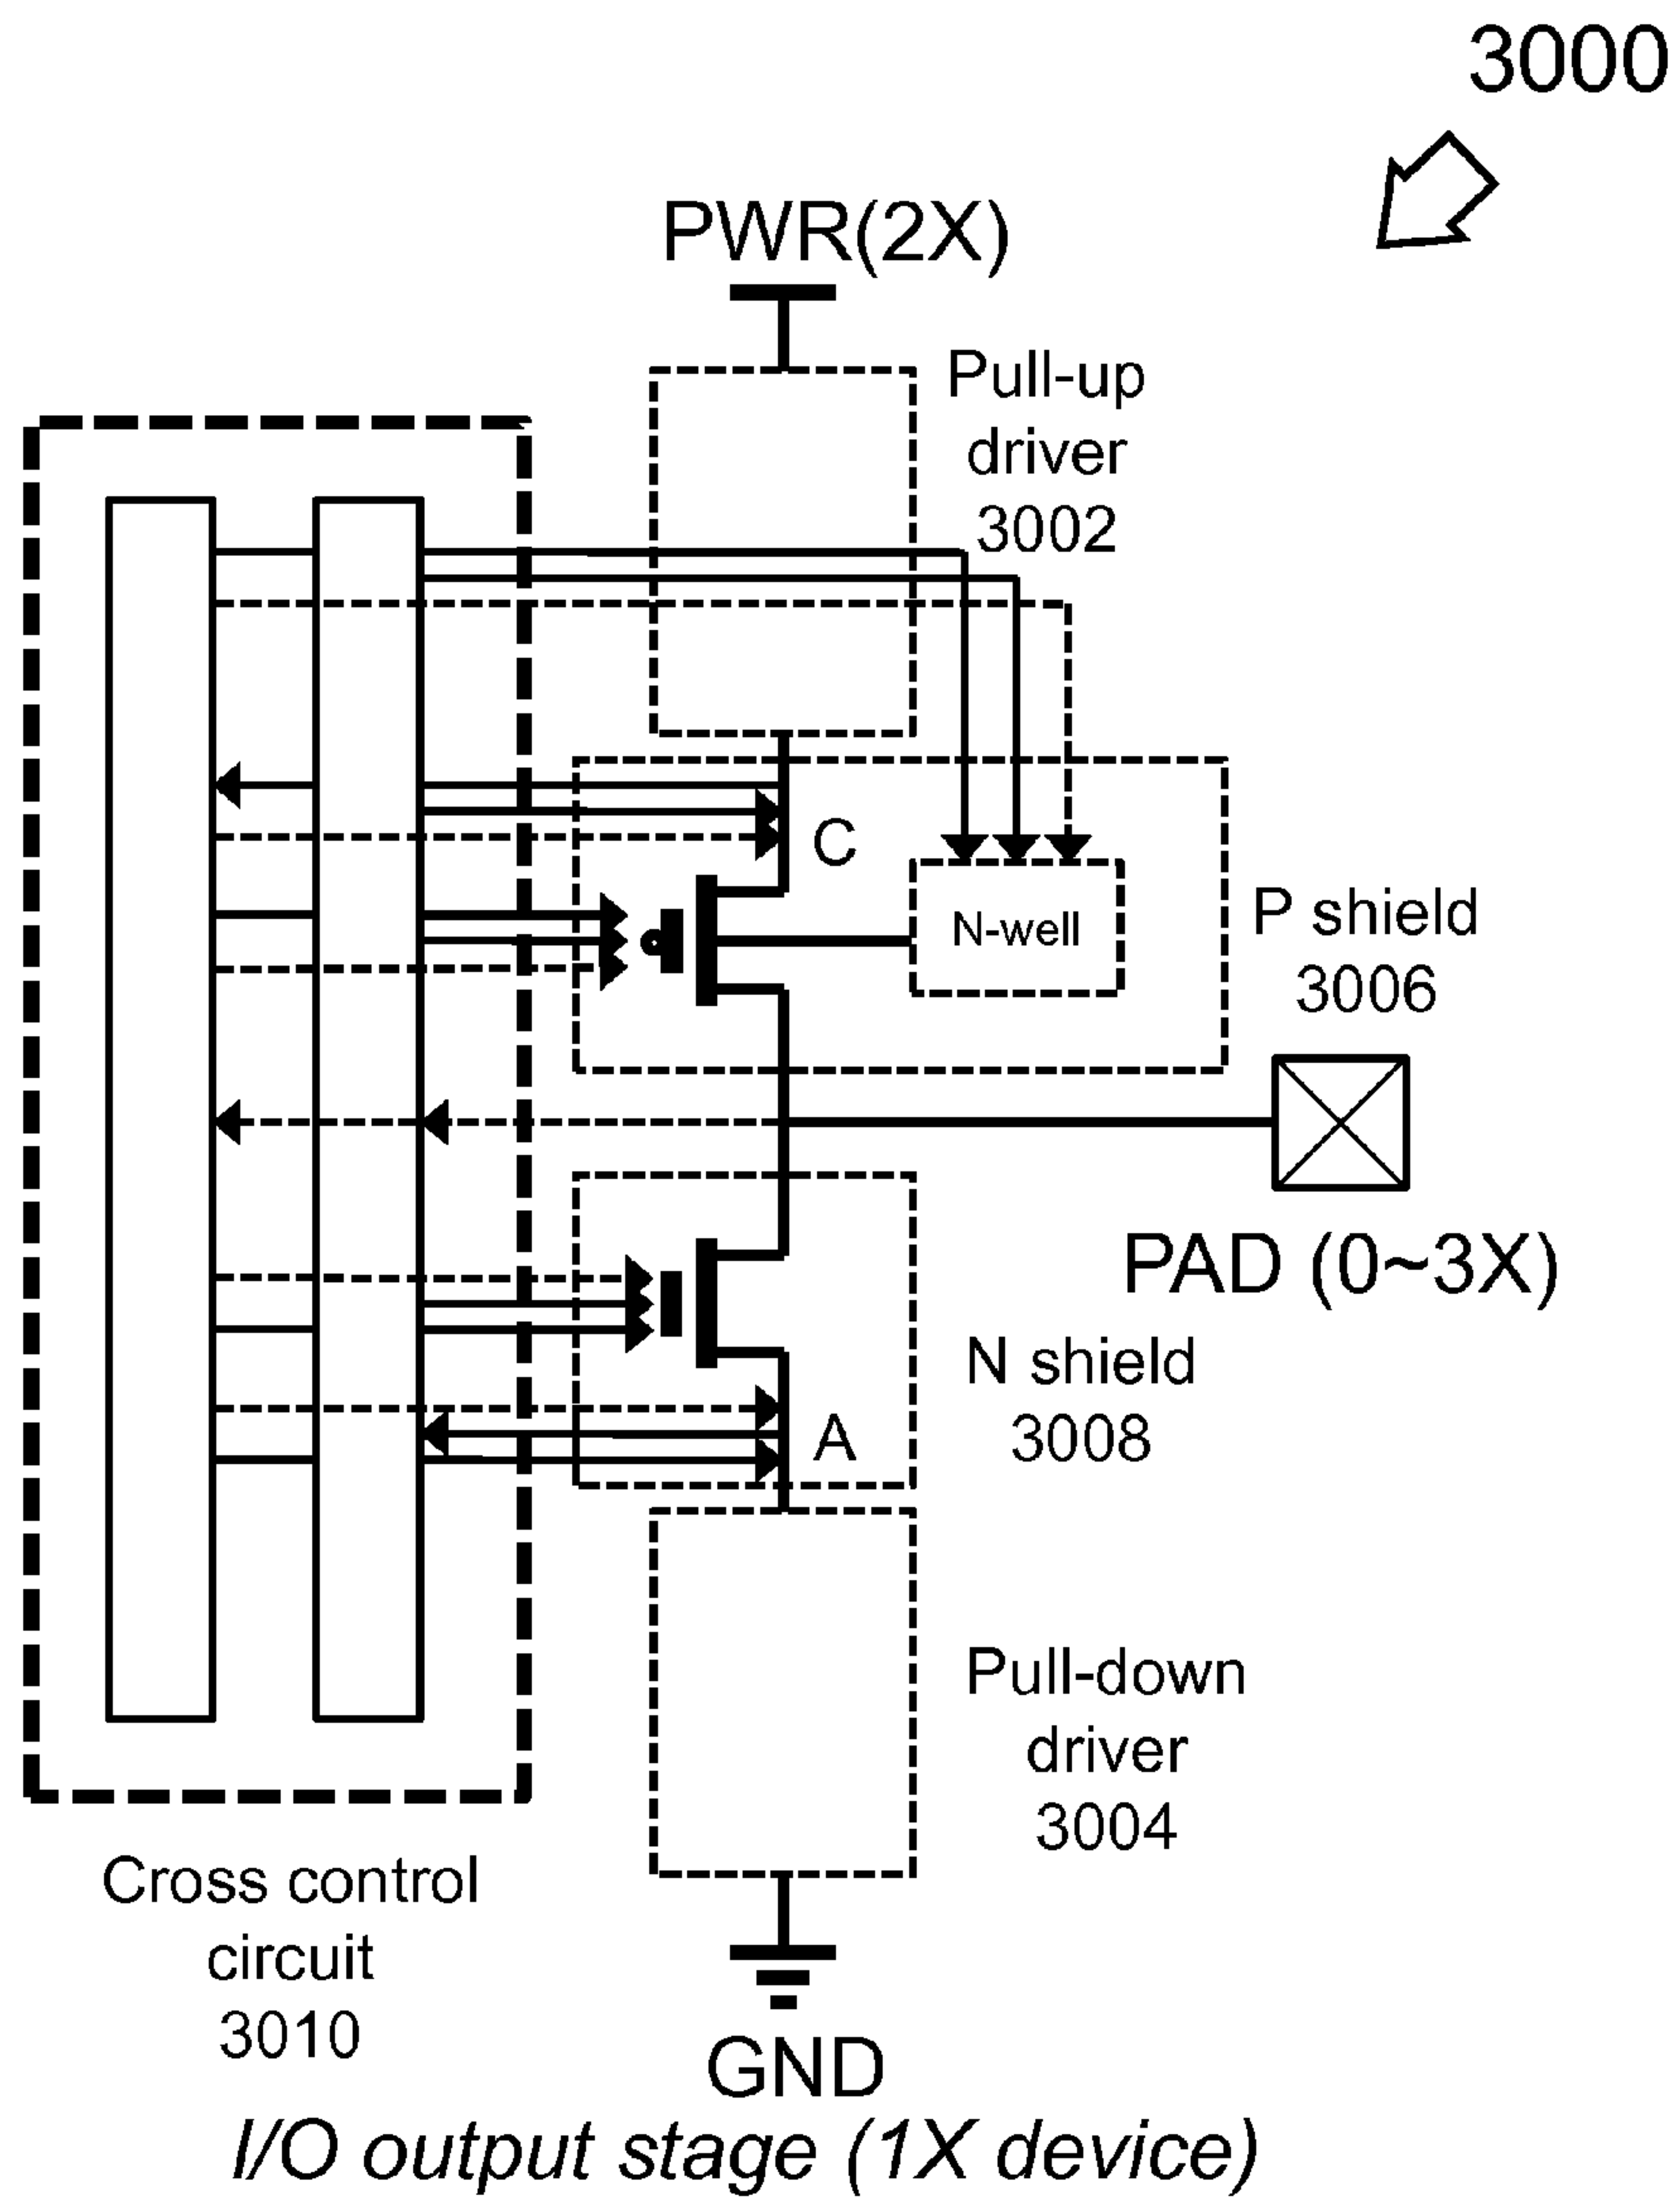 3000
PWR(2X)
Pull-up
driver
3002
C
N-well
P shield
3006
PAD (0~3X)
N shield
3008
A
Pull-down
driver
3004
Cross control
circuit
3010
GND
I/O output stage (1X device)